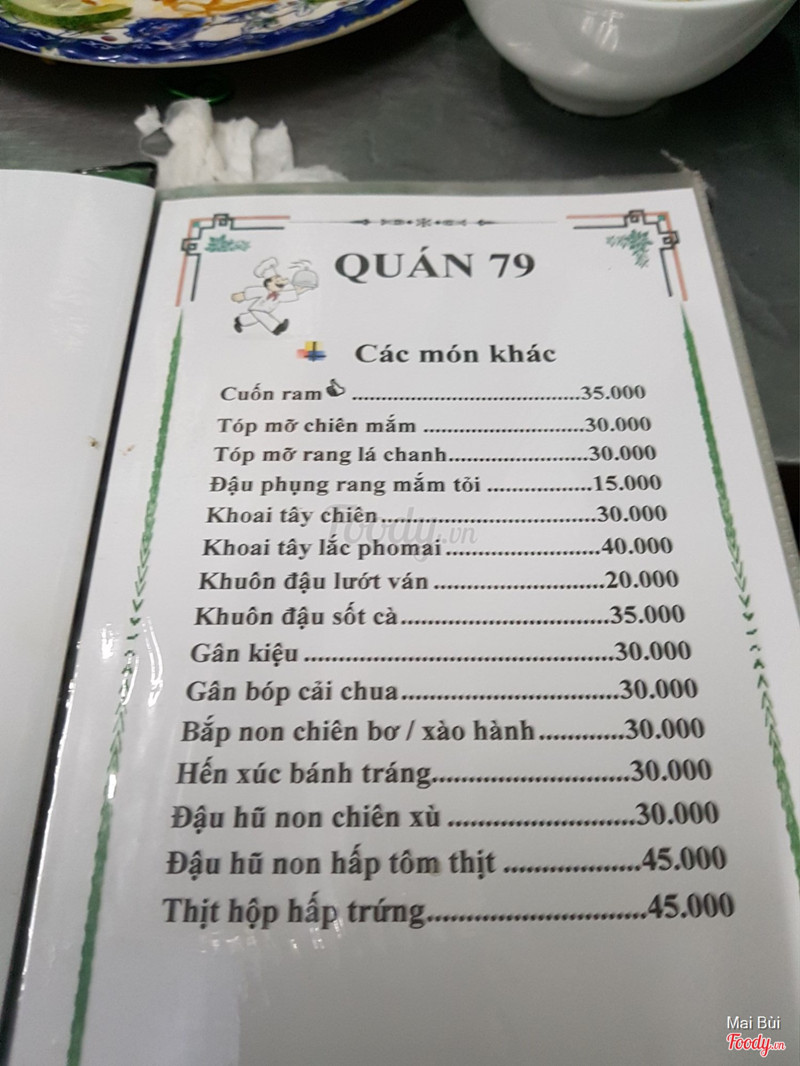 QUÁN 79
Các món khác
Cuốn ram ..........................................35.000
Tóp mỡ chiên mắm ............................30.000
Tóp mỡ rang lá chanh........................30.000
Đậu phụng rang mắm tỏi ..................15.000
Khoai tây chiên.....................................30.000
Khoai tây lắc phomai..........................40.000
Khuôn đậu lướt ván ............................20.000
Khuôn đậu sốt cà..................................35.000
Gân kiệu ................................................30.000
Gân bóp cải chua.................................30.000
Bắp non chiên bơ / xào hành.............30.000
Hến xúc bánh tráng.............................30.000
Đậu hũ non chiên xù ...........................30.000
Đậu hũ non hấp tôm thịt ....................45.000
Thịt hộp hấp trứng...............................45.000
Foody.vn
Mai Bùi
Foody.vn